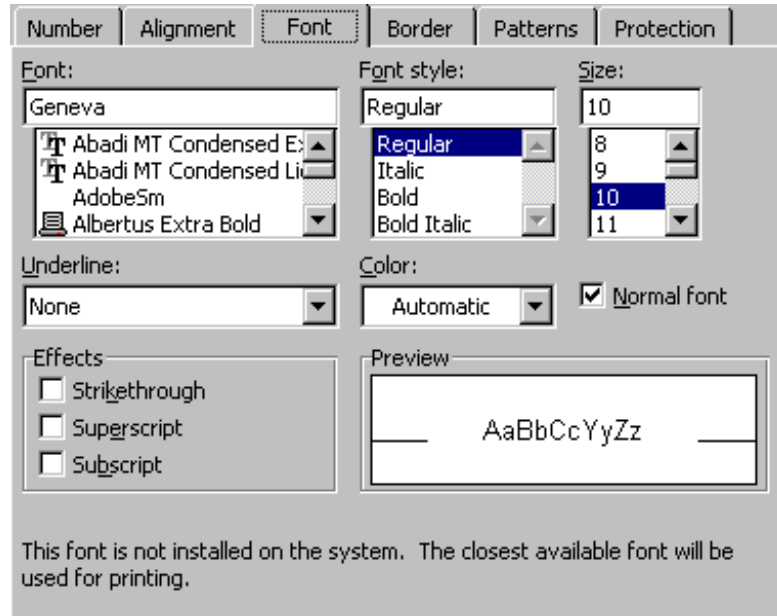 Number Alignment Font Border Patterns Protection
Font: Font style: Size:
Geneva Regular 10
Abadi MT Condensed Ex Regular 8
Abadi MT Condensed Lig Italic 9
AdobeSm Bold 10
Albertus Extra Bold Bold Italic 11
Underline: Color:
None Automatic Normal font
Effects Preview
Strikethrough
Superscript AaBbCcYyZz
Subscript
This font is not installed on the system. The closest available font will be
used for printing.